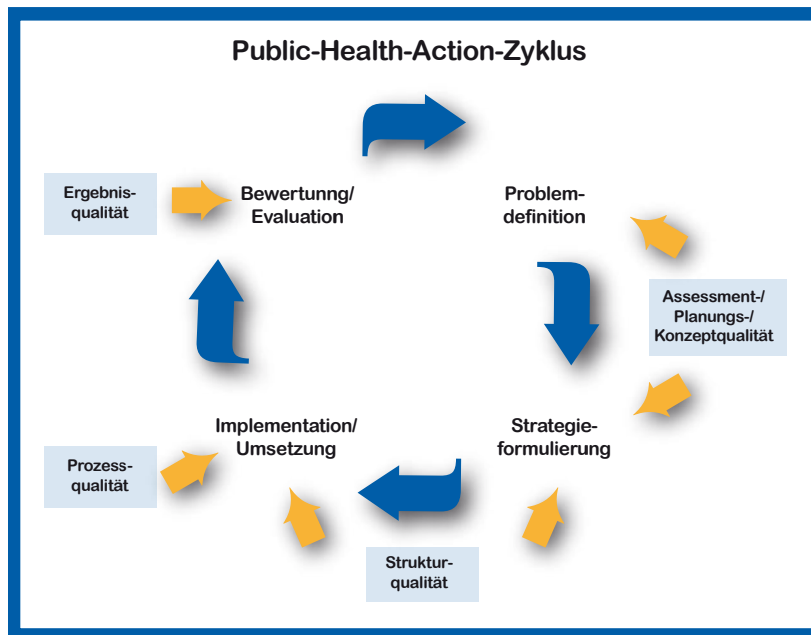 Public-Health-Action-Zyklus
Ergebnis-
qualität
Bewertunng/
Evaluation
Problem-
definition
Assessment-/
Planungs-/
Konzeptqualität
Implementation/
Umsetzung
Strategie-
formulierung
Prozess-
qualität
Struktur-
qualität